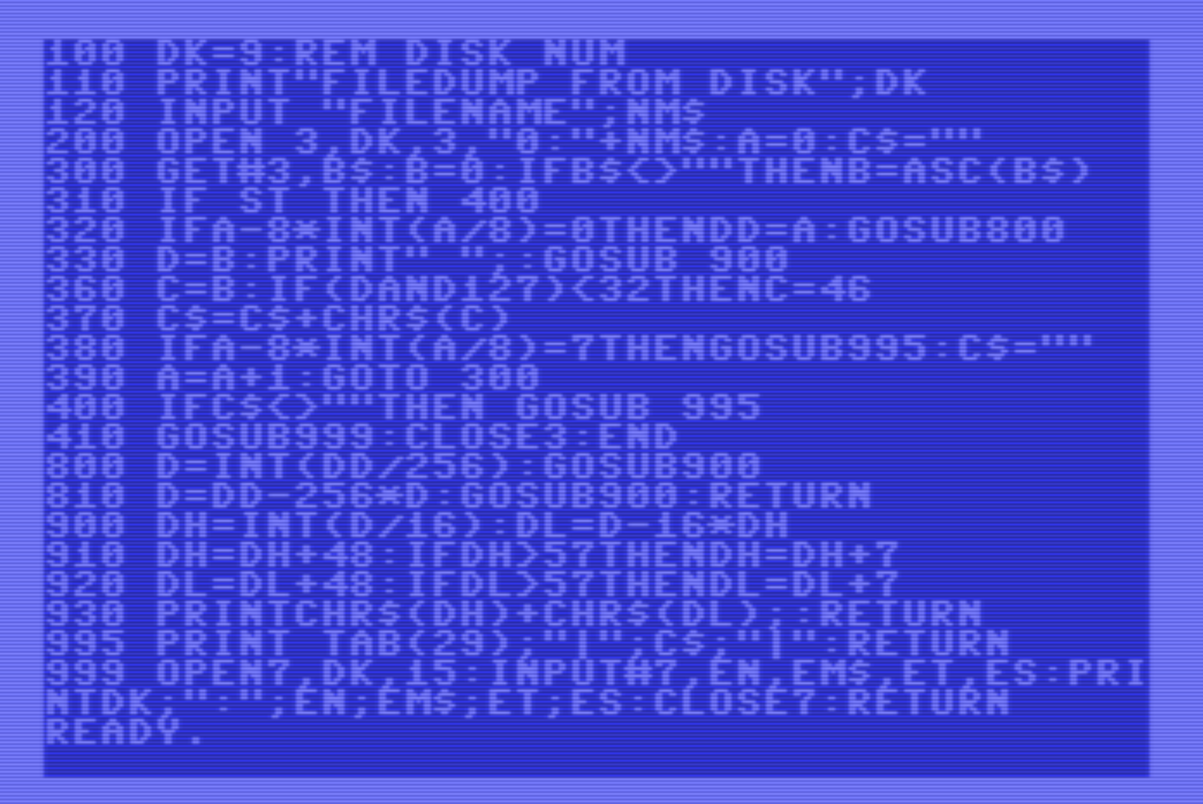 100 DK=9:REM DISK NUM
110 PRINT"FILEDUMP FROM DISK";DK
120 INPUT "FILENAME";NM$
200 OPEN 3,DK,3,"0:"+NM$:A=0:C$=""
300 GET#3,B$:B=0:IFB$<>""THENB=ASC(B$)
310 IF ST THEN 400
320 IFA-8*INT(A/8)=0THENDD=A:GOSUB800
330 D=B:PRINT" ";:GOSUB 900
360 C=B:IF(DAND127)<32THENC=46
370 C$=C$+CHR$(C)
380 IFA-8*INT(A/8)=7THENGOSUB995:C$=""
390 A=A+1:GOTO 300
400 IFC$<>""THEN GOSUB 995
410 GOSUB999:CLOSE3:END
800 D=INT(DD/256):GOSUB900
810 D=DD-256*D:GOSUB900:RETURN
900 DH=INT(D/16):DL=D-16*DH
910 DH=DH+48:IFDH>57THENDH=DH+7
920 DL=DL+48:IFDL>57THENDL=DL+7
930 PRINTCHR$(DH)+CHR$(DL);:RETURN
995 PRINT TAB(29);"|";C$;"|":RETURN
999 OPEN7,DK,15:INPUT#7,EN,EM$,ET,ES:PRI
NTDK;":";EN;EM$;ET;ES:CLOSE7:RETURN
READY.